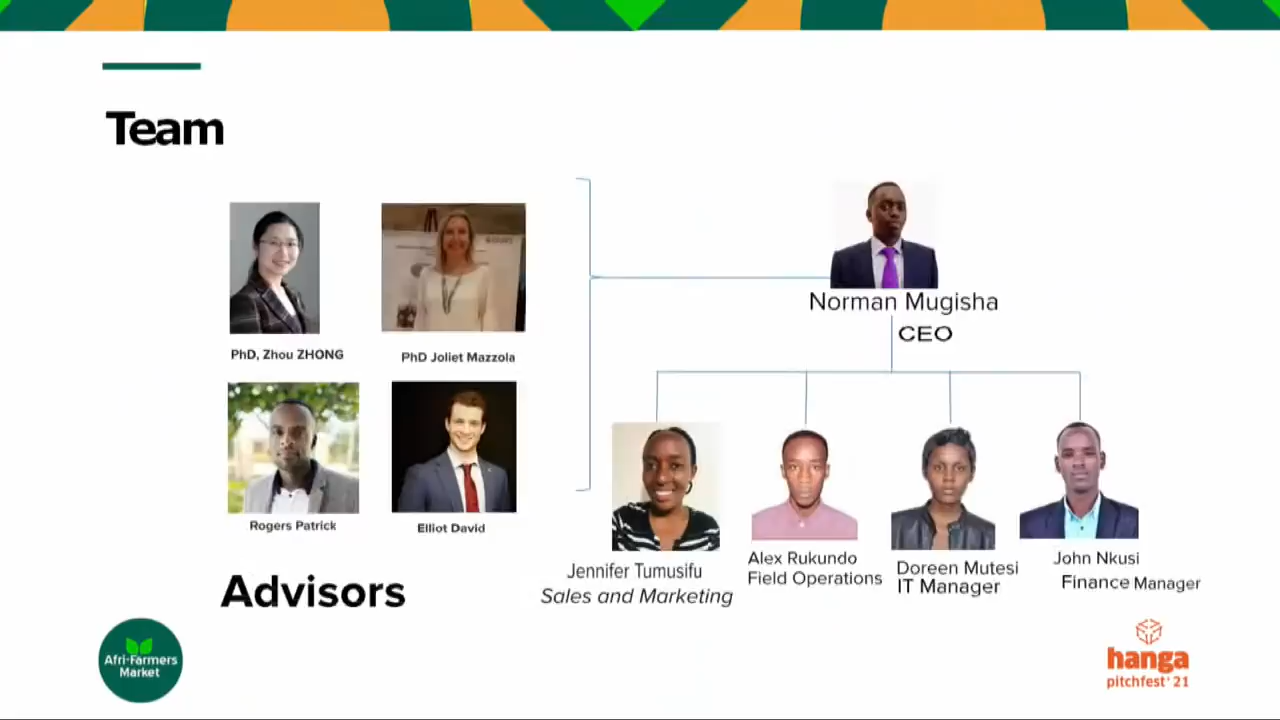 Team
PhD, Zhou ZHONG
PhD Joliet Mazzola
Rogers Patrick
Elliot David
Advisors
Norman Mugisha
CEO
Jennifer Tumusifu
Sales and Marketing
Alex Rukundo
Field Operations
Doreen Mutesi
IT Manager
John Nkusi
Finance Manager
Afri-Farmers
Market
hanga
pitchfest' 21